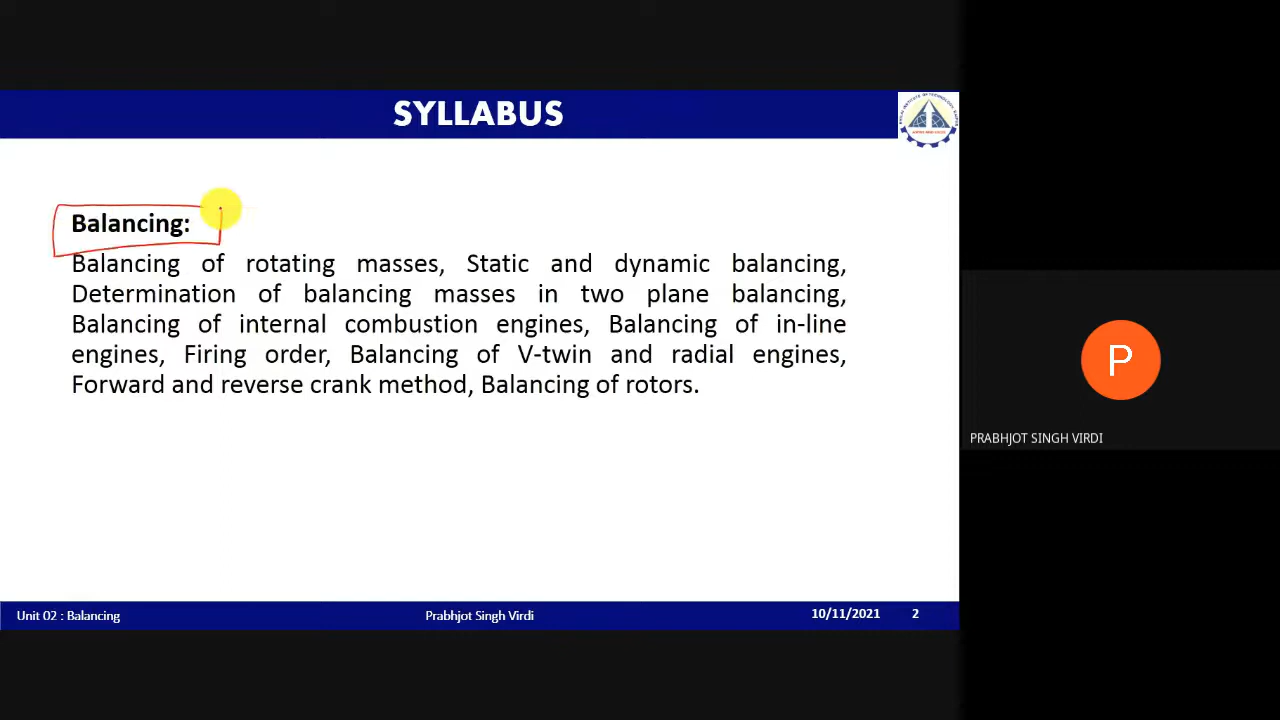 SYLLABUS
Balancing:
Balancing of rotating masses, Static and dynamic balancing,
Determination of balancing masses in two plane balancing,
Balancing of internal combustion engines, Balancing of in-line
engines, Firing order, Balancing of V-twin and radial engines,
Forward and reverse crank method, Balancing of rotors.
P
PRABHJOT SINGH VIRDI
Unit 02 : Balancing
Prabhjot Singh Virdi
10/11/2021
2